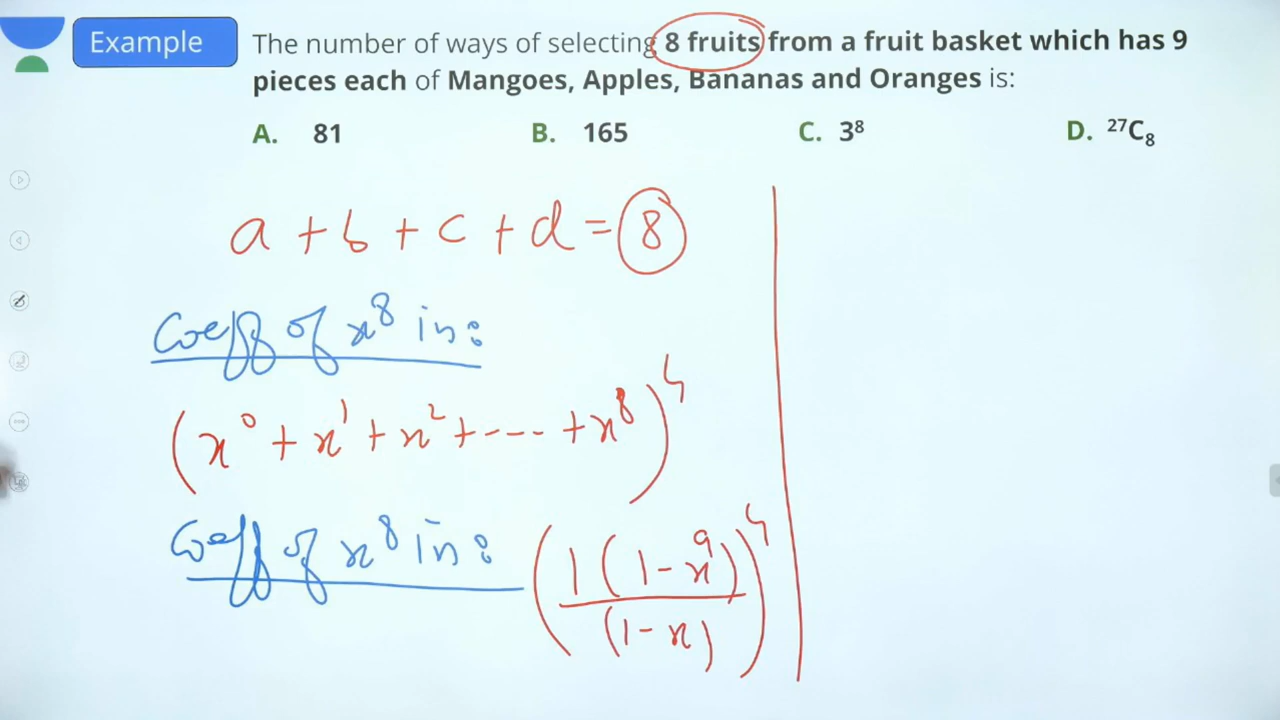 Example
The number of ways of selecting 8 fruits from a fruit basket which has 9
pieces each of Mangoes, Apples, Bananas and Oranges is:
A. 81 B. 165 C. 3⁸ D. ²⁷C₈
a + b + c + d = 8
Coeff of x⁸ in:
(x⁰ + x¹ + x² + --- + x⁸)⁴
Coeff of x⁸ in: (1(1-x⁹)/(1-x))⁴